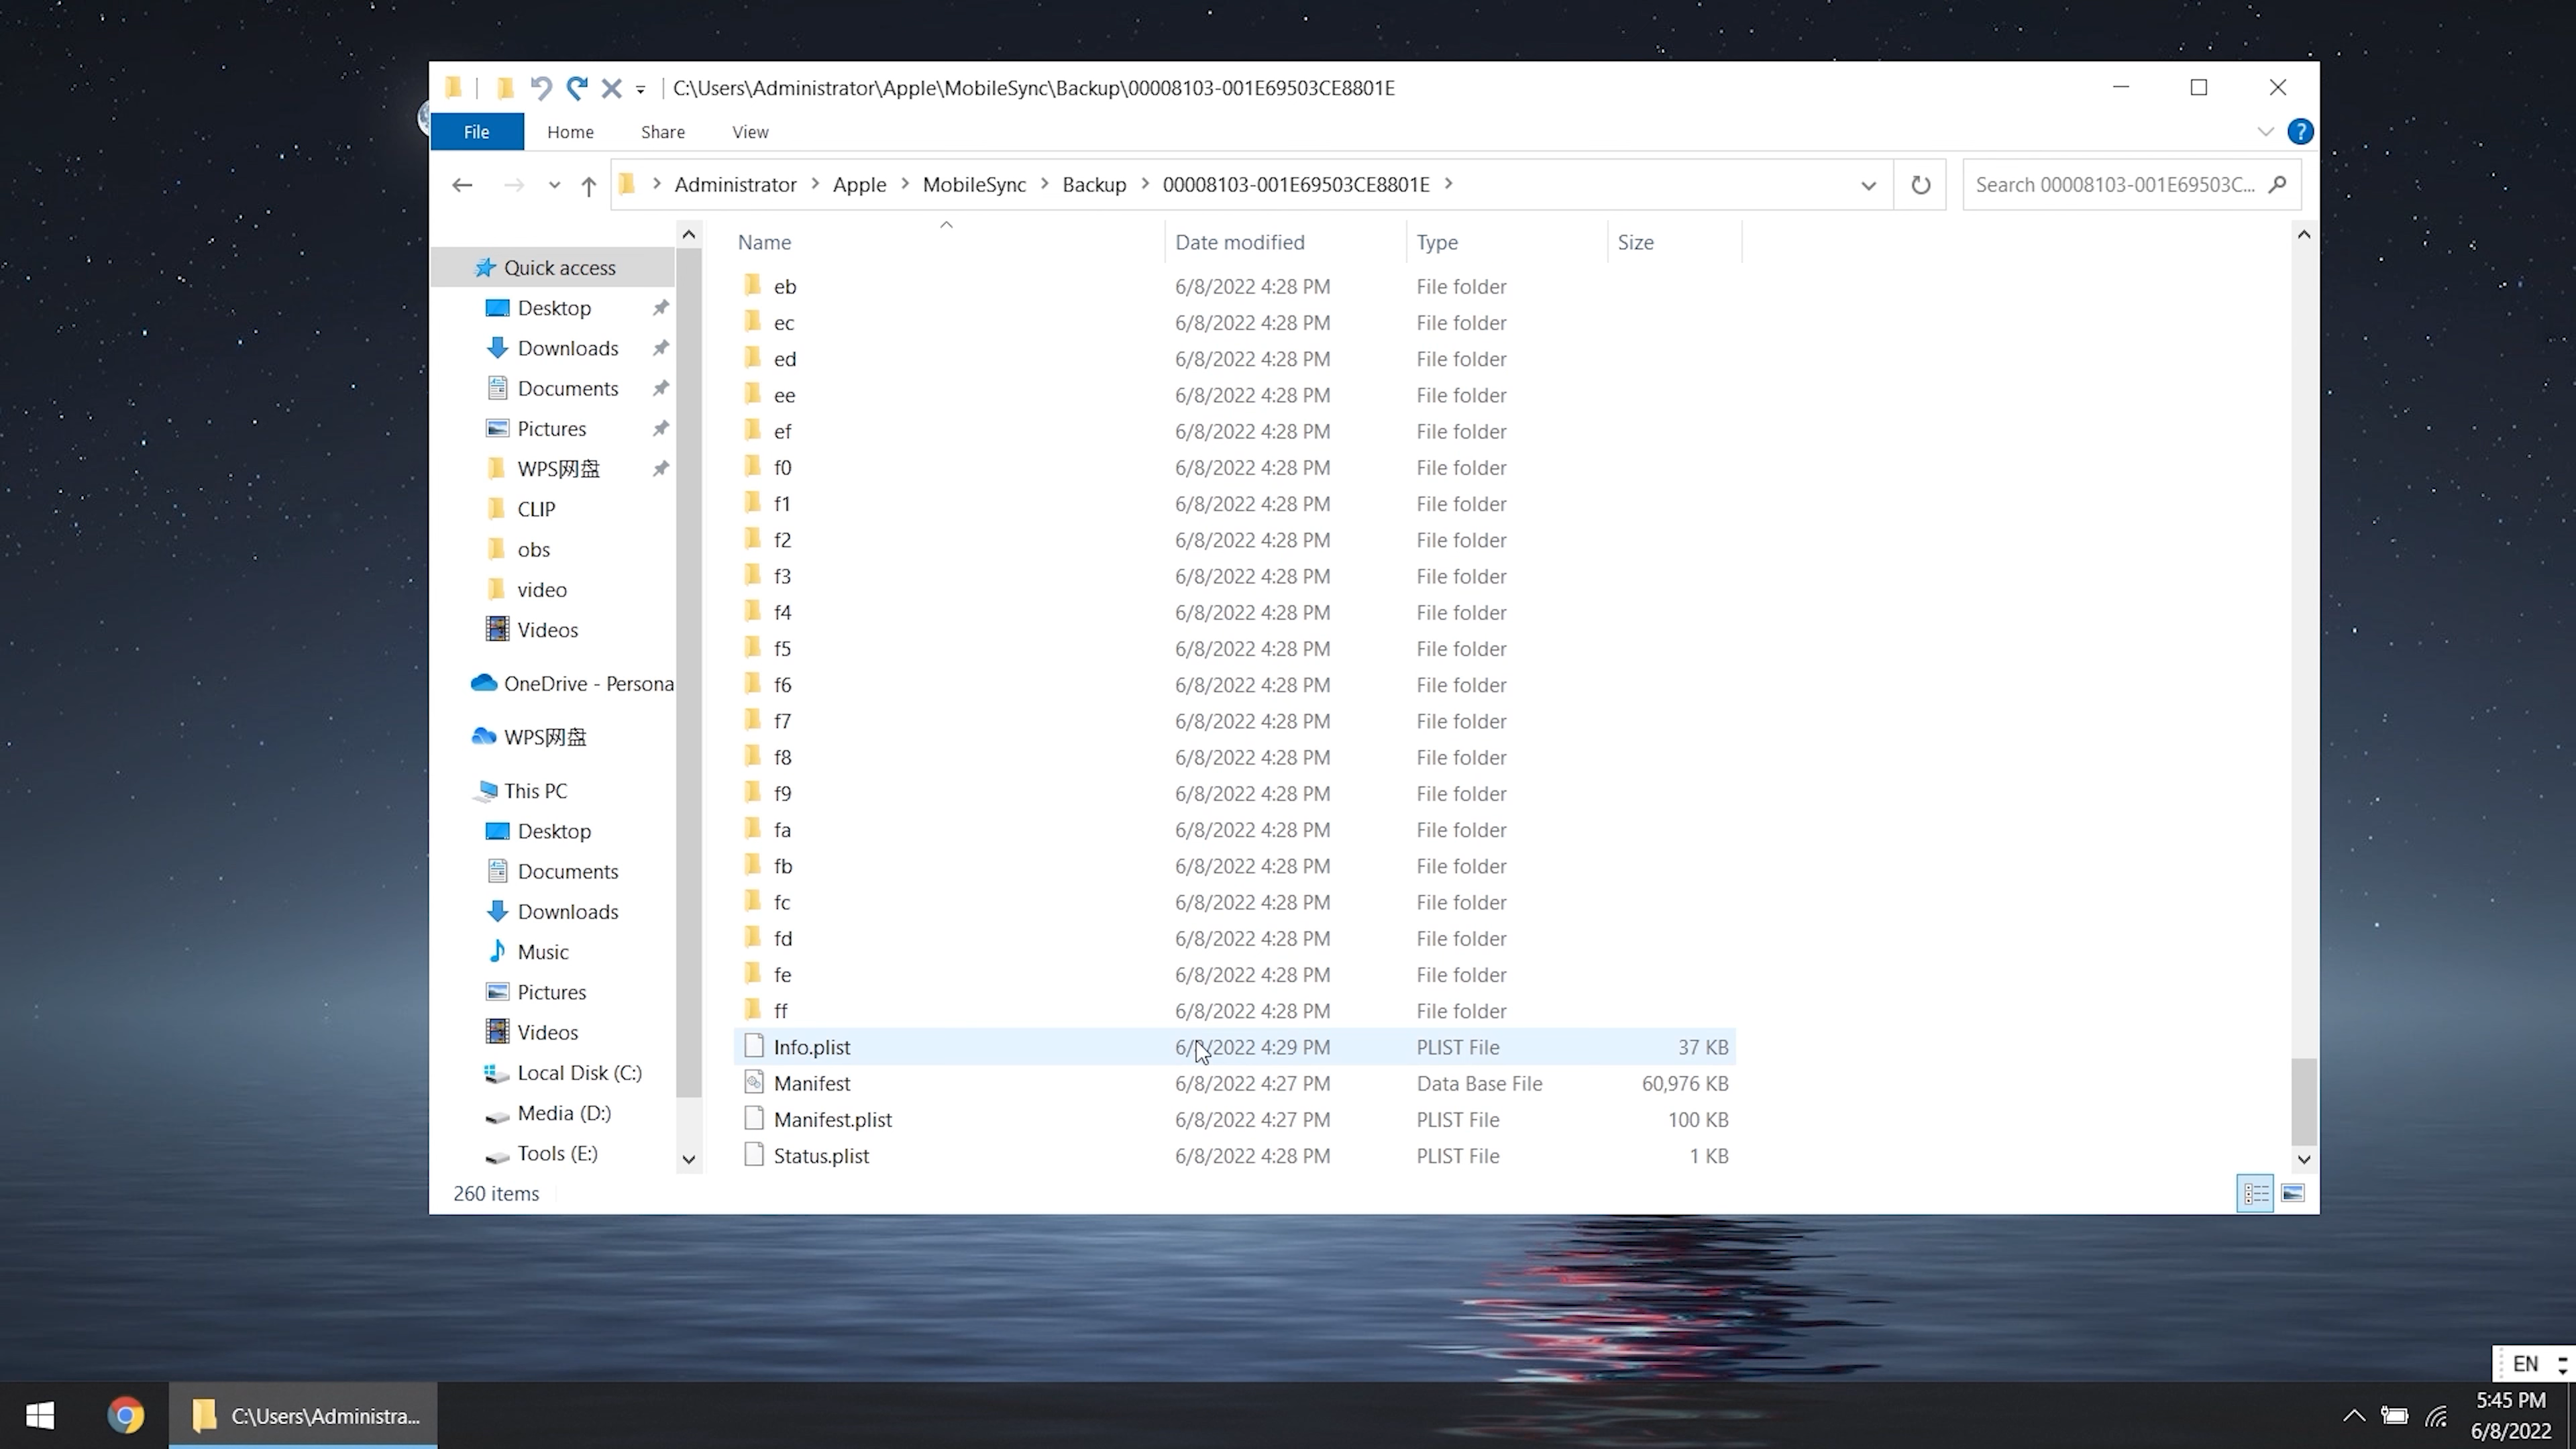 C:\Users\Administrator\Apple\MobileSync\Backup\00008103-001E69503CE8801E
File Home Share View
Administrator Apple MobileSync Backup 00008103-001E69503CE8801E Search 00008103-001E69503C...
Name Date modified Type Size
Quick access
Desktop
Downloads
Documents
Pictures
WPS网盘
CLIP
obs
video
Videos
OneDrive - Persona
WPS网盘
This PC
Desktop
Documents
Downloads
Music
Pictures
Videos
Local Disk (C:)
Media (D:)
Tools (E:)
eb 6/8/2022 4:28 PM File folder
ec 6/8/2022 4:28 PM File folder
ed 6/8/2022 4:28 PM File folder
ee 6/8/2022 4:28 PM File folder
ef 6/8/2022 4:28 PM File folder
f0 6/8/2022 4:28 PM File folder
f1 6/8/2022 4:28 PM File folder
f2 6/8/2022 4:28 PM File folder
f3 6/8/2022 4:28 PM File folder
f4 6/8/2022 4:28 PM File folder
f5 6/8/2022 4:28 PM File folder
f6 6/8/2022 4:28 PM File folder
f7 6/8/2022 4:28 PM File folder
f8 6/8/2022 4:28 PM File folder
f9 6/8/2022 4:28 PM File folder
fa 6/8/2022 4:28 PM File folder
fb 6/8/2022 4:28 PM File folder
fc 6/8/2022 4:28 PM File folder
fd 6/8/2022 4:28 PM File folder
fe 6/8/2022 4:28 PM File folder
ff 6/8/2022 4:28 PM File folder
Info.plist 6/8/2022 4:29 PM PLIST File 37 KB
Manifest 6/8/2022 4:27 PM Data Base File 60,976 KB
Manifest.plist 6/8/2022 4:27 PM PLIST File 100 KB
Status.plist 6/8/2022 4:28 PM PLIST File 1 KB
260 items
EN
C:\Users\Administra...
5:45 PM
6/8/2022